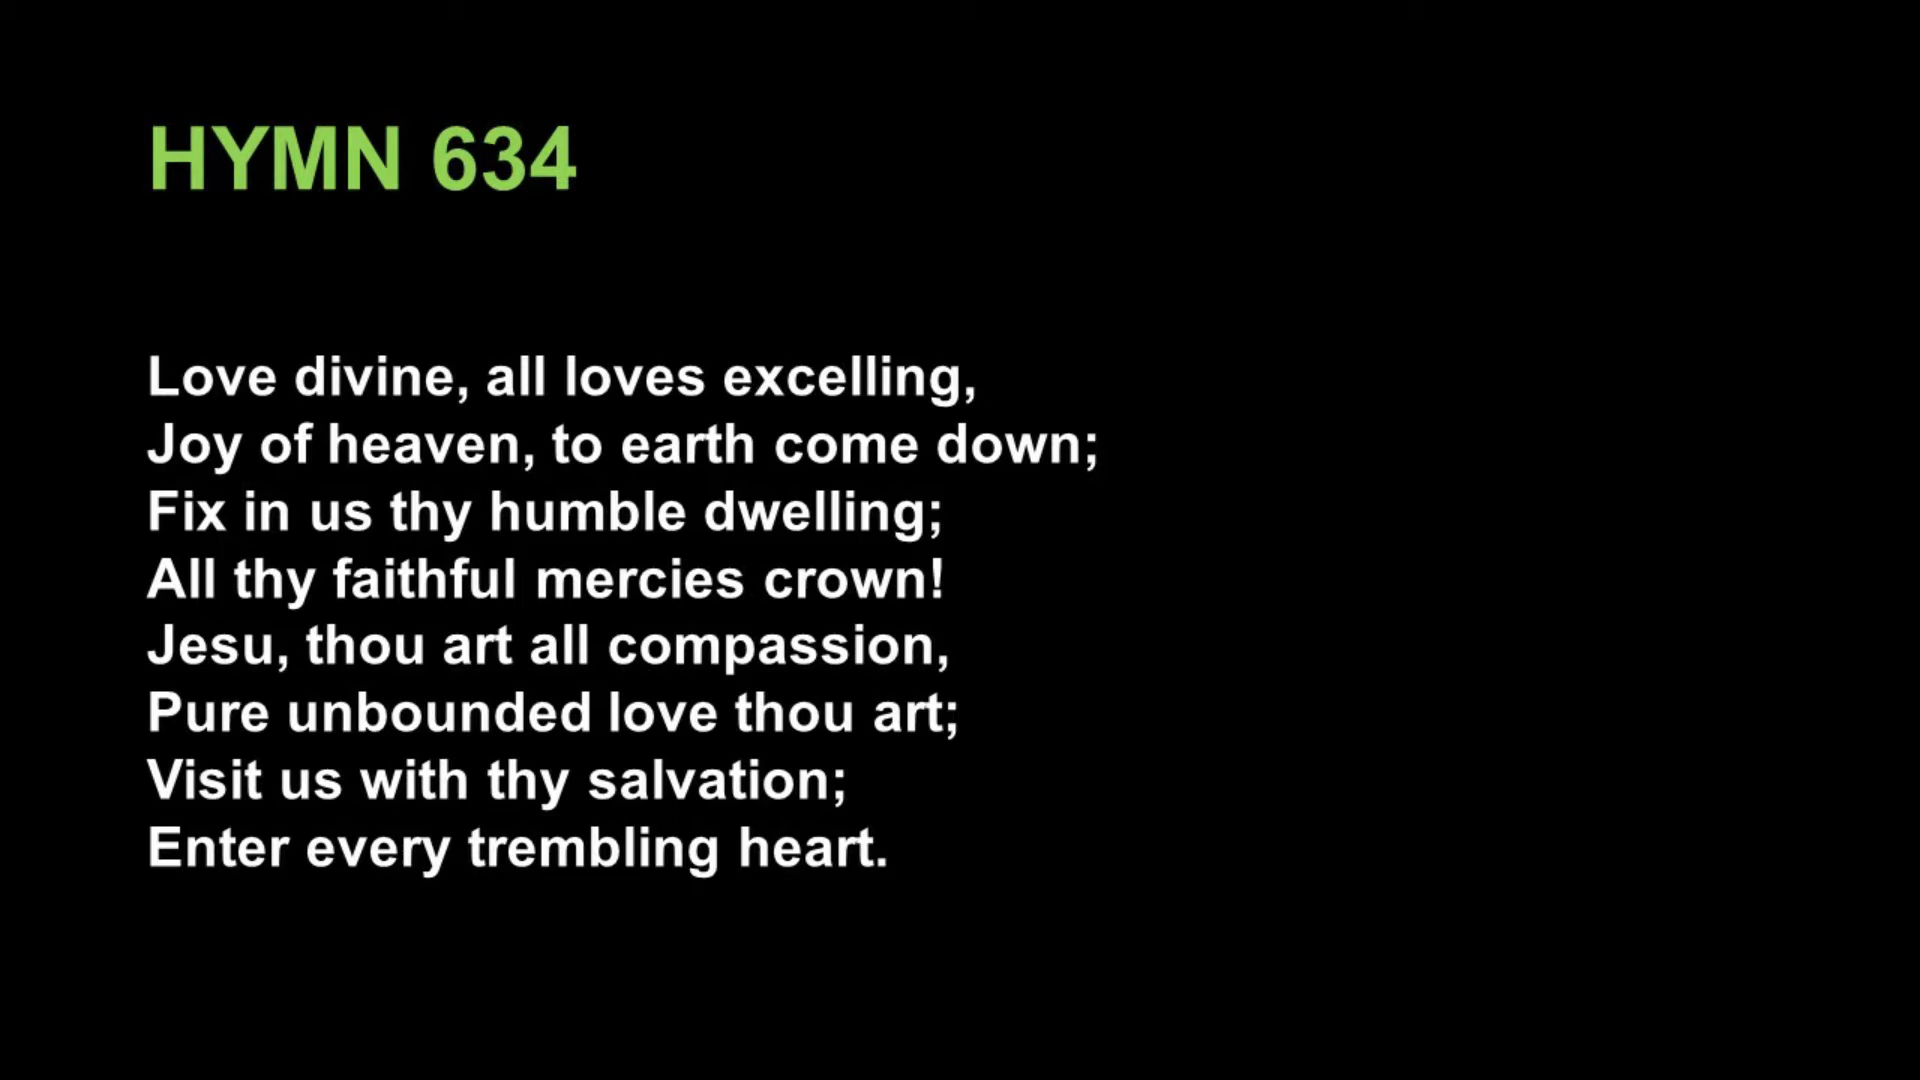 HYMN 634
Love divine, all loves excelling,
Joy of heaven, to earth come down;
Fix in us thy humble dwelling;
All thy faithful mercies crown!
Jesu, thou art all compassion,
Pure unbounded love thou art;
Visit us with thy salvation;
Enter every trembling heart.